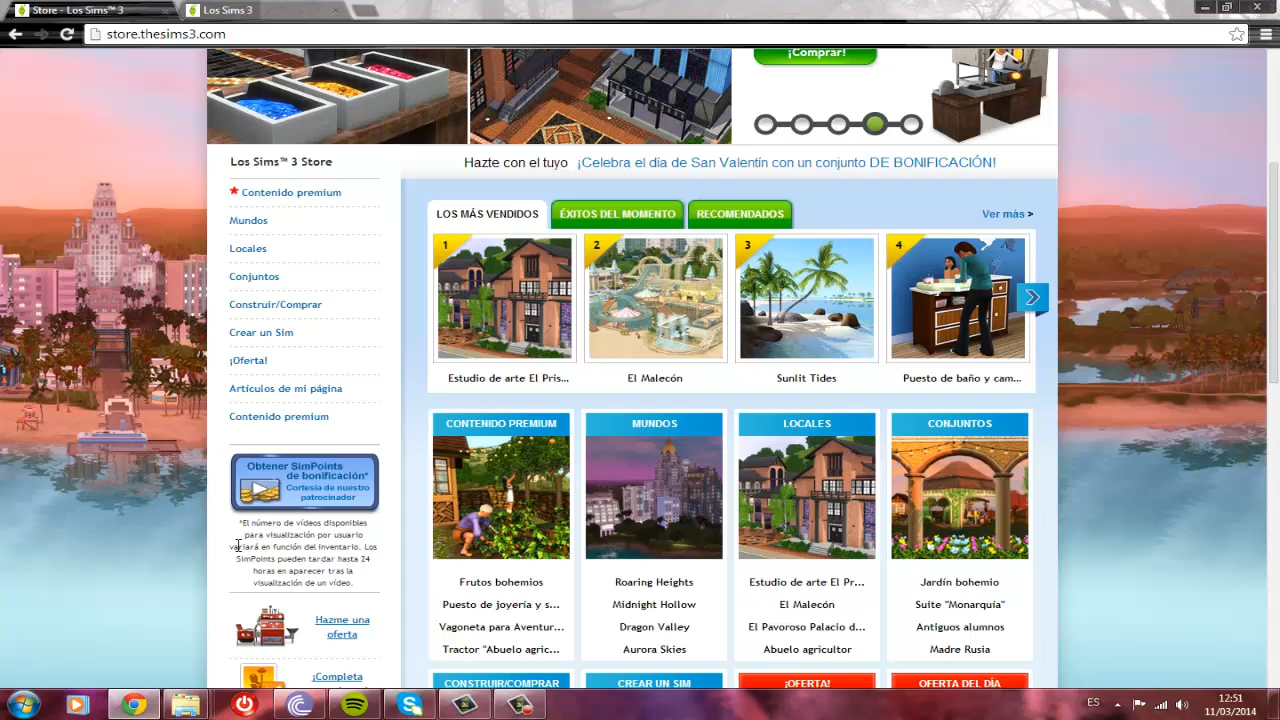 Store - Los Sims™ 3
Los Sims 3
store.thesims3.com
¡Comprar!
Los Sims™ 3 Store
Hazte con el tuyo ¡Celebra el día de San Valentín con un conjunto DE BONIFICACIÓN!
Contenido premium
Mundos
Locales
Conjuntos
Construir/Comprar
Crear un Sim
¡Oferta!
Artículos de mi página
Contenido premium
LOS MÁS VENDIDOS
ÉXITOS DEL MOMENTO
RECOMENDADOS
Ver más >
1
2
3
4
Estudio de arte El Pris...
El Malecón
Sunlit Tides
Puesto de baño y cam...
Obtener SimPoints
de bonificación*
Cortesía de nuestro
patrocinador
*El número de vídeos disponibles
para visualización por usuario
variará en función del inventario. Los
SimPoints pueden tardar hasta 24
horas en aparecer tras la
visualización de un vídeo.
Hazme una
oferta
¡Completa
CONTENIDO PREMIUM
MUNDOS
LOCALES
CONJUNTOS
Frutos bohemios
Roaring Heights
Estudio de arte El Pr...
Jardín bohemio
Puesto de joyería y s...
Midnight Hollow
El Malecón
Suite "Monarquía"
Vagoneta para Aventur...
Dragon Valley
El Pavoroso Palacio d...
Antiguos alumnos
Tractor "Abuelo agric...
Aurora Skies
Abuelo agricultor
Madre Rusia
CONSTRUIR/COMPRAR
CREAR UN SIM
¡OFERTA!
OFERTA DEL DÍA
ES
12:51
11/03/2014